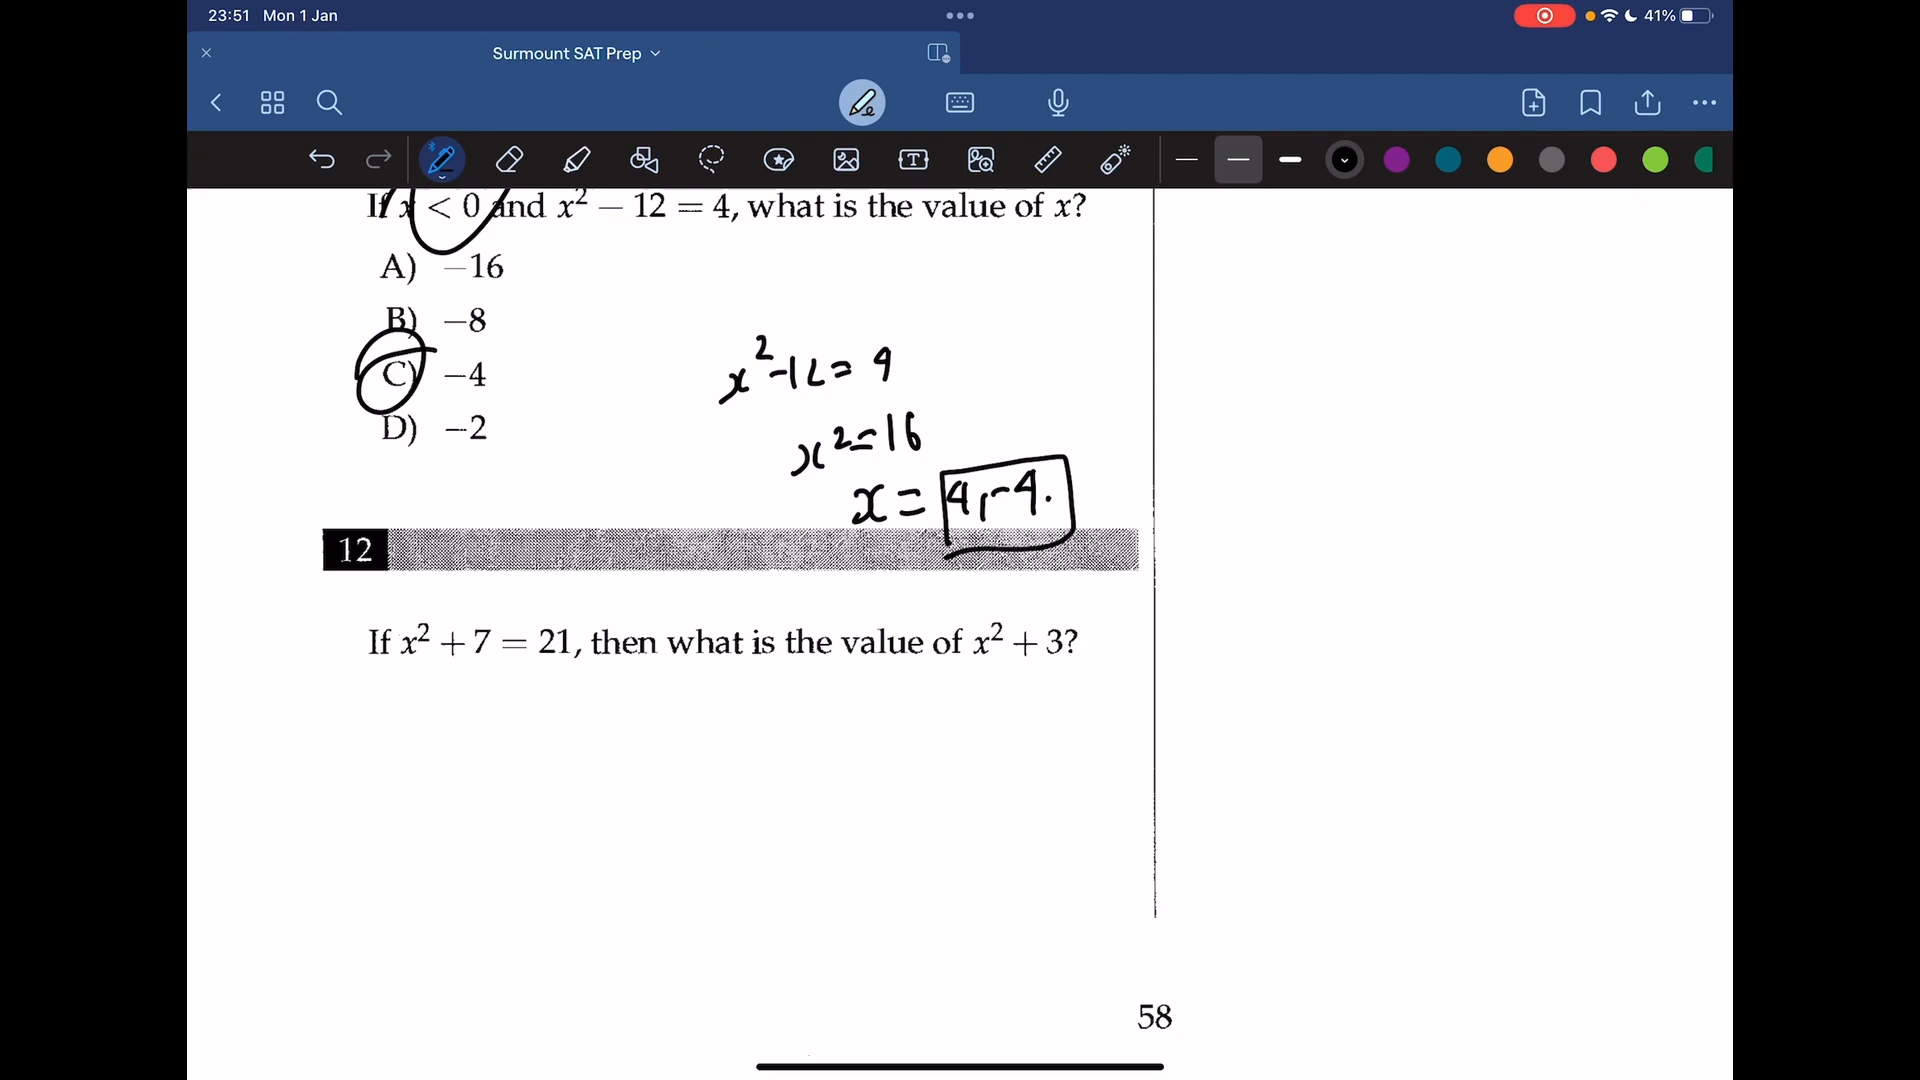 23:51 Mon 1 Jan
41%
Surmount SAT Prep
If x < 0 and x² − 12 = 4, what is the value of x?
A) −16
B) −8
C) −4
D) −2
x² - 12 = 4
x² = 16
x = 4, -4.
12
If x² + 7 = 21, then what is the value of x² + 3?
58